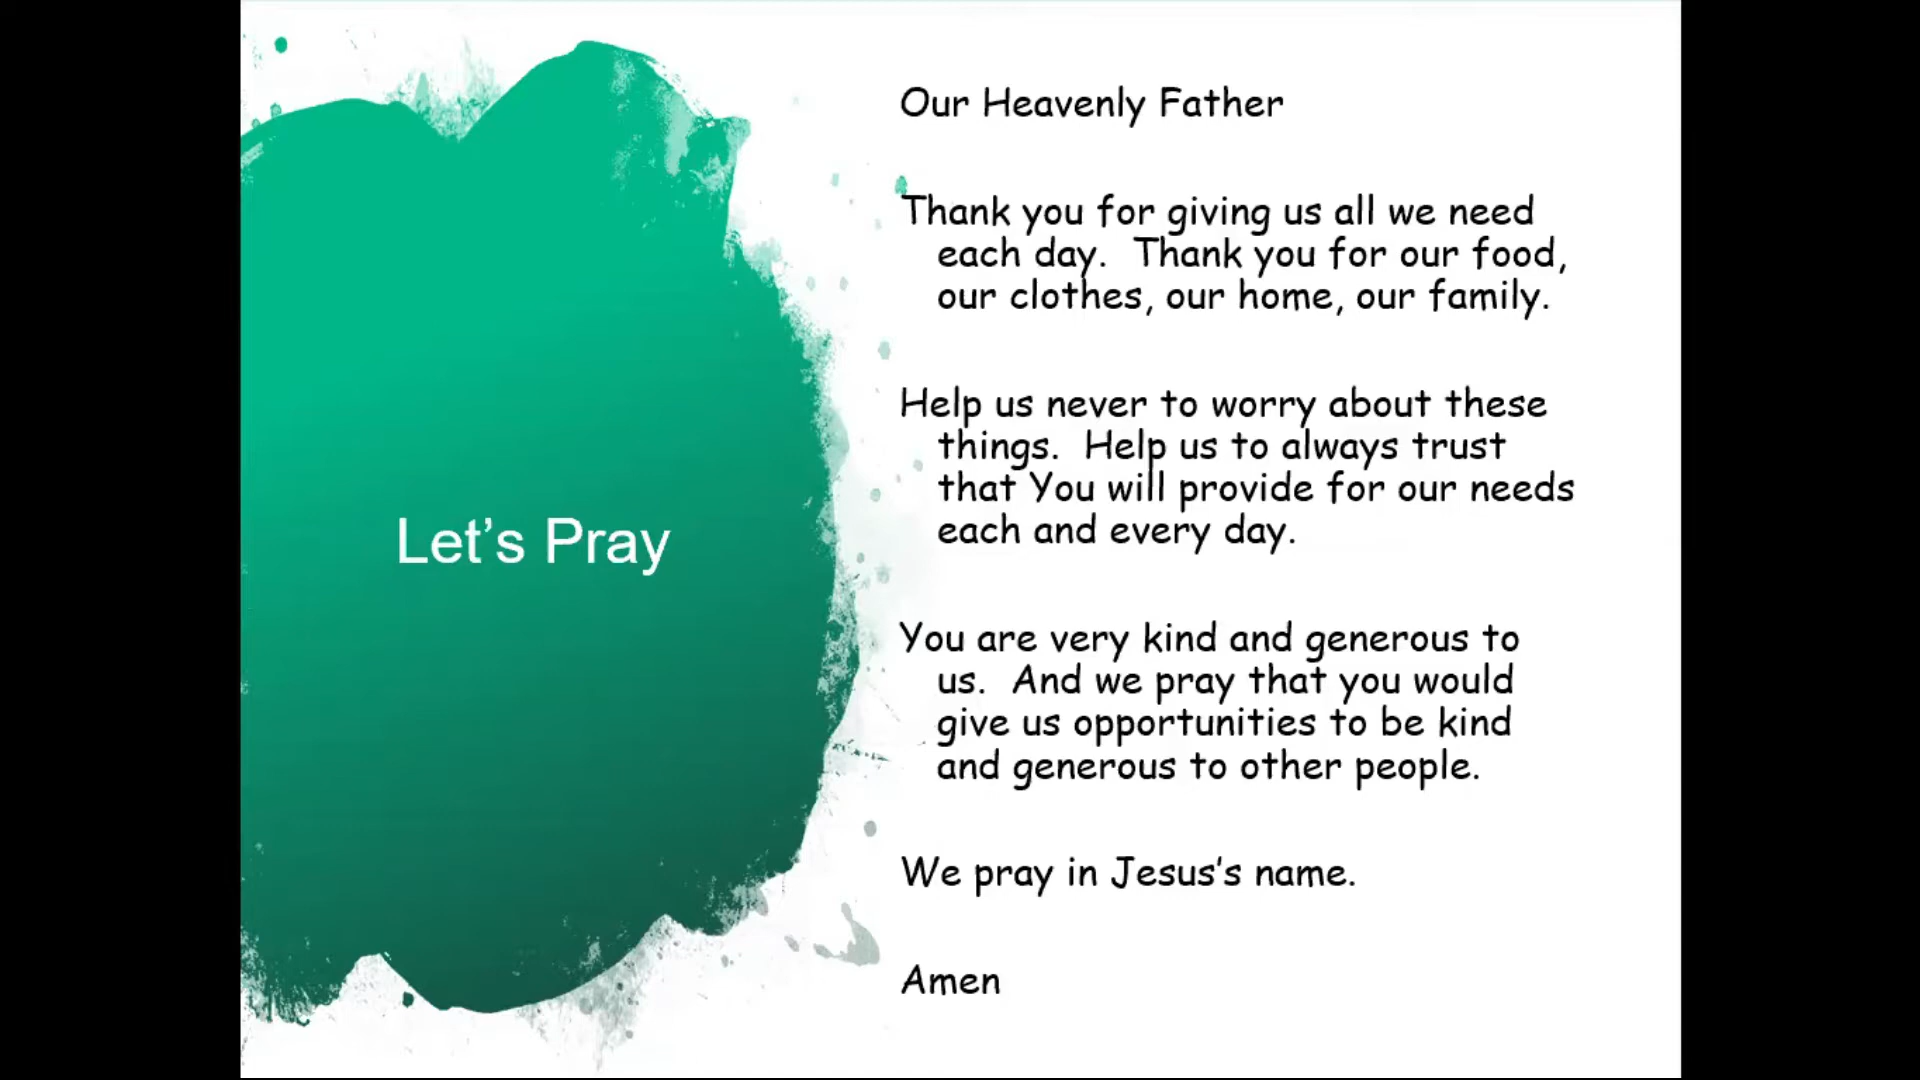 Let’s Pray
Our Heavenly Father
Thank you for giving us all we need
each day.  Thank you for our food,
our clothes, our home, our family.
Help us never to worry about these
things.  Help us to always trust
that You will provide for our needs
each and every day.
You are very kind and generous to
us.  And we pray that you would
give us opportunities to be kind
and generous to other people.
We pray in Jesus’s name.
Amen